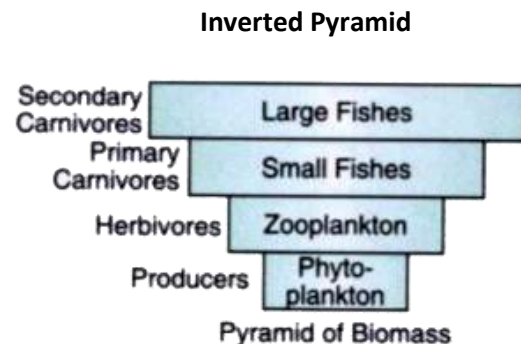 Inverted Pyramid
Secondary
Carnivores
Large Fishes
Primary
Carnivores
Small Fishes
Herbivores
Zooplankton
Producers
Phyto-
plankton
Pyramid of Biomass